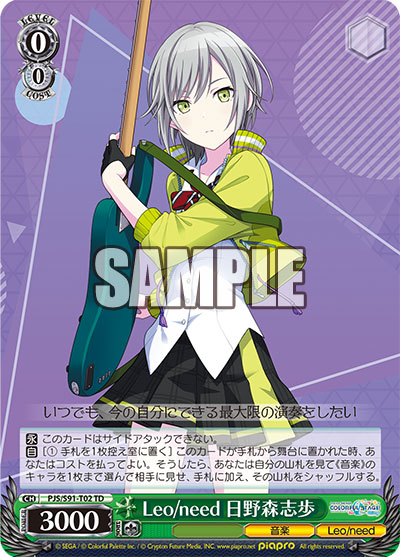 LEVEL
0
0
COST
SAMPLE
いつでも、今の自分にできる最大限の演奏をしたい
永 このカードはサイドアタックできない。
自 [① 手札を1枚控え室に置く] このカードが手札から舞台に置かれた時、あ
なたはコストを払ってよい。そうしたら、あなたは自分の山札を見て《音楽》の
キャラを1枚まで選んで相手に見せ、手札に加え、その山札をシャッフルする。
CH PJS/S91-T02 TD
POWER 3000 Leo/need 日野森志歩
音楽 Leo/need
© SEGA / © Colorful Palette Inc. / © Crypton Future Media, INC. www.piapro.net piapro
COLORFUL STAGE!